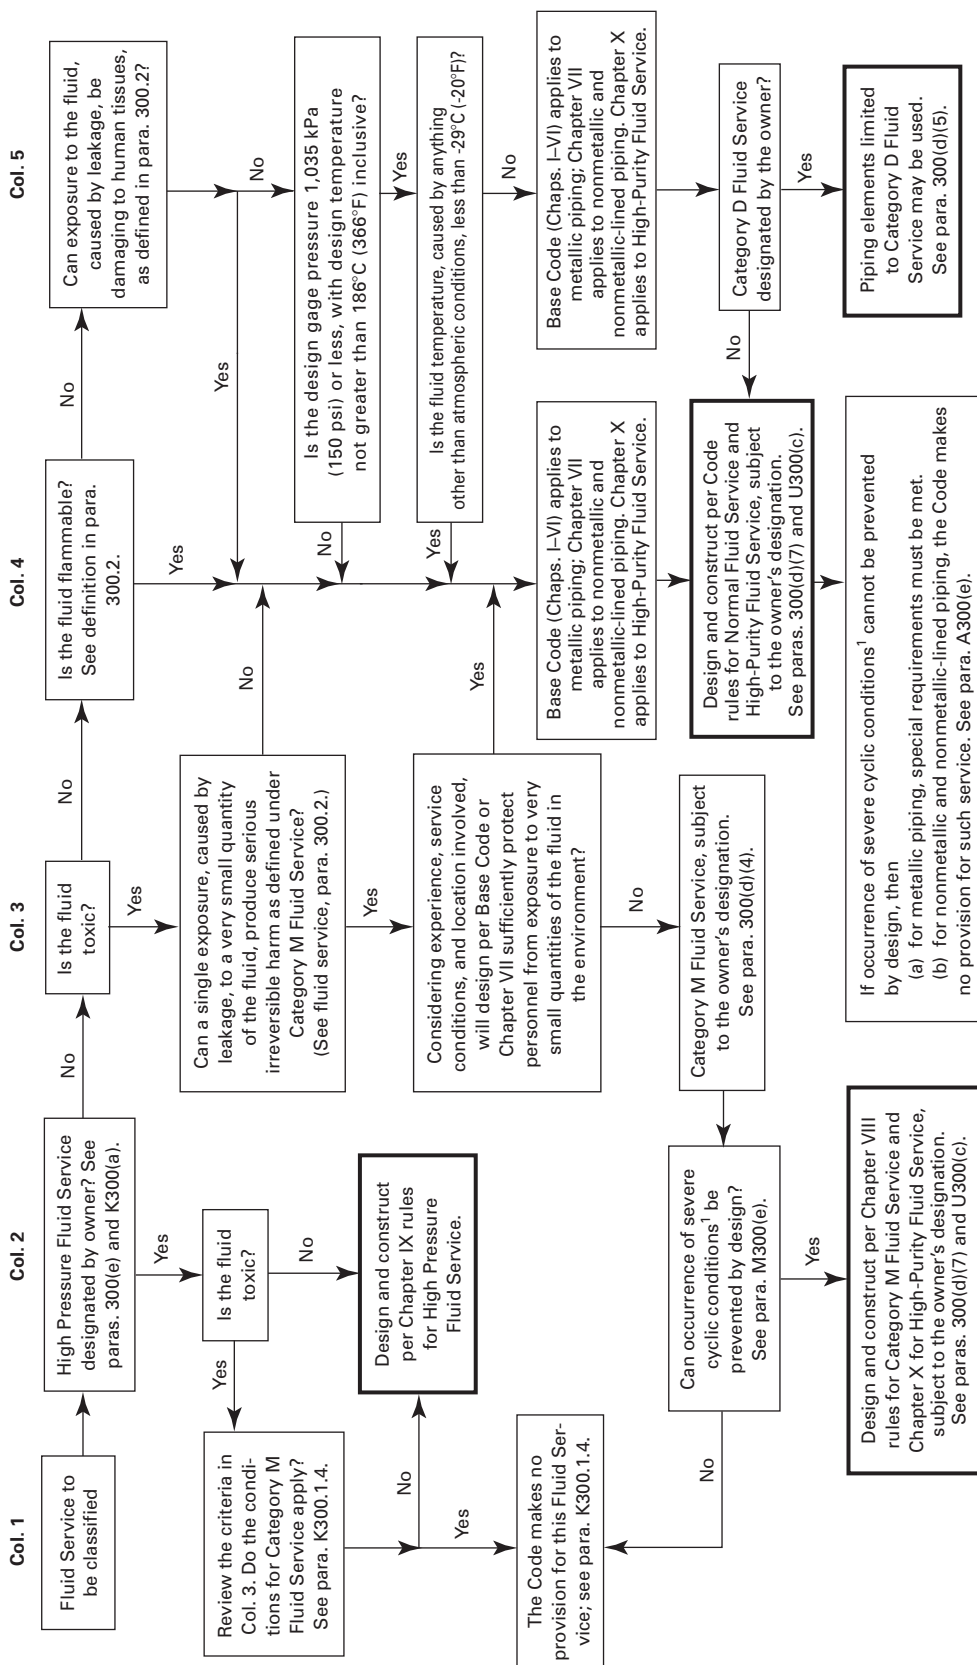 Col. 1
Col. 2
Col. 3
Col. 4
Col. 5
Fluid Service to
be classified
High Pressure Fluid Service
designated by owner? See
paras. 300(e) and K300(a).
No
Is the fluid
toxic?
No
Is the fluid flammable?
See definition in para.
300.2.
No
Can exposure to the fluid,
caused by leakage, be
damaging to human tissues,
as defined in para. 300.2?
Yes
Yes
Yes
Yes
No
Review the criteria in
Col. 3. Do the condi-
tions for Category M
Fluid Service apply?
See para. K300.1.4.
Yes
Is the fluid
toxic?
No
Can a single exposure, caused by
leakage, to a very small quantity
of the fluid, produce serious
irreversible harm as defined under
Category M Fluid Service?
(See fluid service, para. 300.2.)
No
Is the design gage pressure 1,035 kPa
(150 psi) or less, with design temperature
not greater than 186°C (366°F) inclusive?
No
Yes
Yes
No
Yes
Design and construct
per Chapter IX rules
for High Pressure
Fluid Service.
Considering experience, service
conditions, and location involved,
will design per Base Code or
Chapter VII sufficiently protect
personnel from exposure to very
small quantities of the fluid in
the environment?
Yes
Is the fluid temperature, caused by anything
other than atmospheric conditions, less than -29°C (-20°F)?
Yes
No
No
The Code makes no
provision for this Fluid Ser-
vice; see para. K300.1.4.
Base Code (Chaps. I–VI) applies to
metallic piping; Chapter VII
applies to nonmetallic and
nonmetallic-lined piping. Chapter X
applies to High-Purity Fluid Service.
Base Code (Chaps. I–VI) applies to
metallic piping; Chapter VII
applies to nonmetallic and
nonmetallic-lined piping. Chapter X
applies to High-Purity Fluid Service.
No
Can occurrence of severe
cyclic conditions1 be
prevented by design?
See para. M300(e).
Category M Fluid Service, subject
to the owner's designation.
See para. 300(d)(4).
Design and construct per Code
rules for Normal Fluid Service and
High-Purity Fluid Service, subject
to the owner's designation.
See paras. 300(d)(7) and U300(c).
No
Category D Fluid Service
designated by the owner?
Yes
Yes
Design and construct per Chapter VIII
rules for Category M Fluid Service and
Chapter X for High-Purity Fluid Service,
subject to the owner's designation.
See paras. 300(d)(7) and U300(c).
If occurrence of severe cyclic conditions1 cannot be prevented
by design, then
(a) for metallic piping, special requirements must be met.
(b) for nonmetallic and nonmetallic-lined piping, the Code makes
no provision for such service. See para. A300(e).
Piping elements limited
to Category D Fluid
Service may be used.
See para. 300(d)(5).